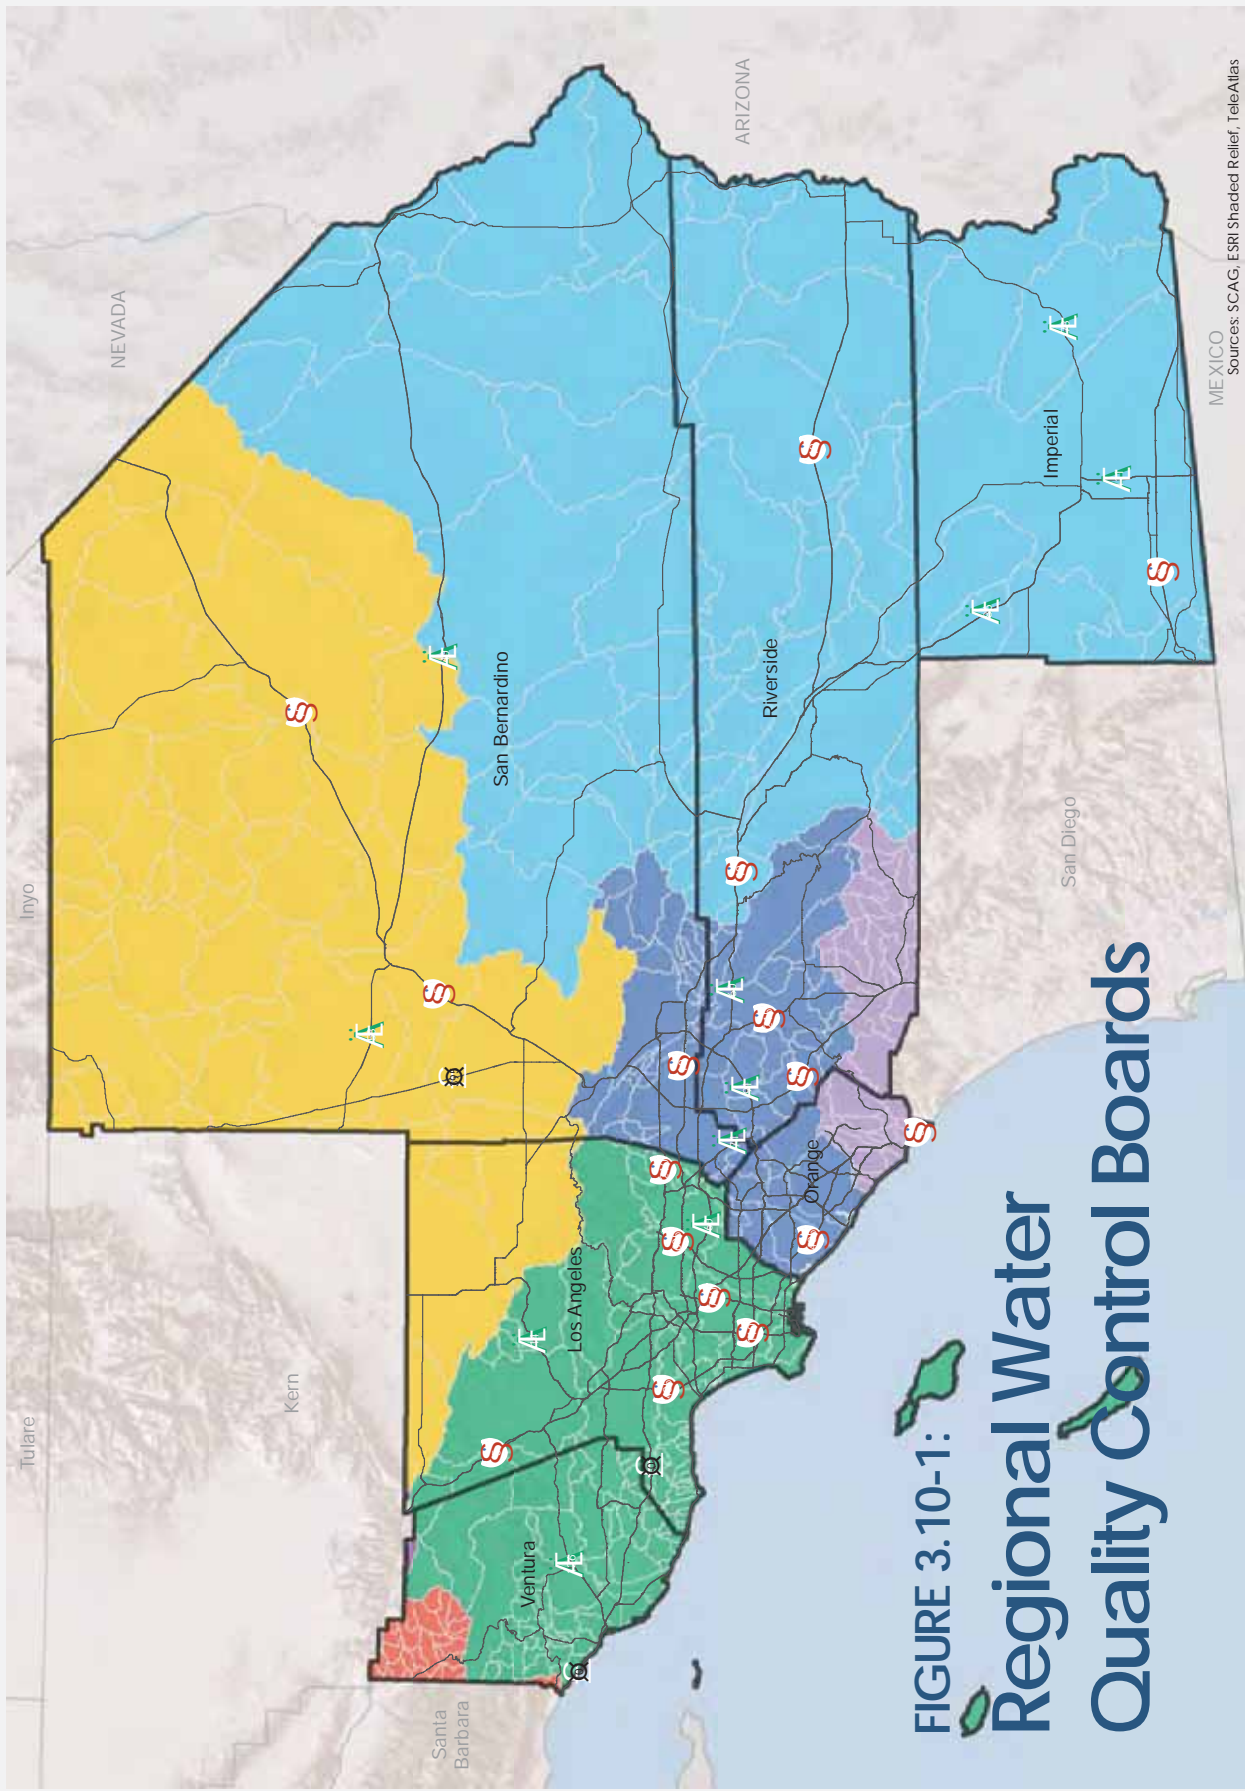 Tulare
Inyo
NEVADA
Kern
Santa
Barbara
Ventura
Los Angeles
San Bernardino
ARIZONA
Orange
Riverside
Imperial
San Diego
MEXICO
FIGURE 3.10-1:
Regional Water
Quality Control Boards
Sources: SCAG, ESRI Shaded Relief, TeleAtlas